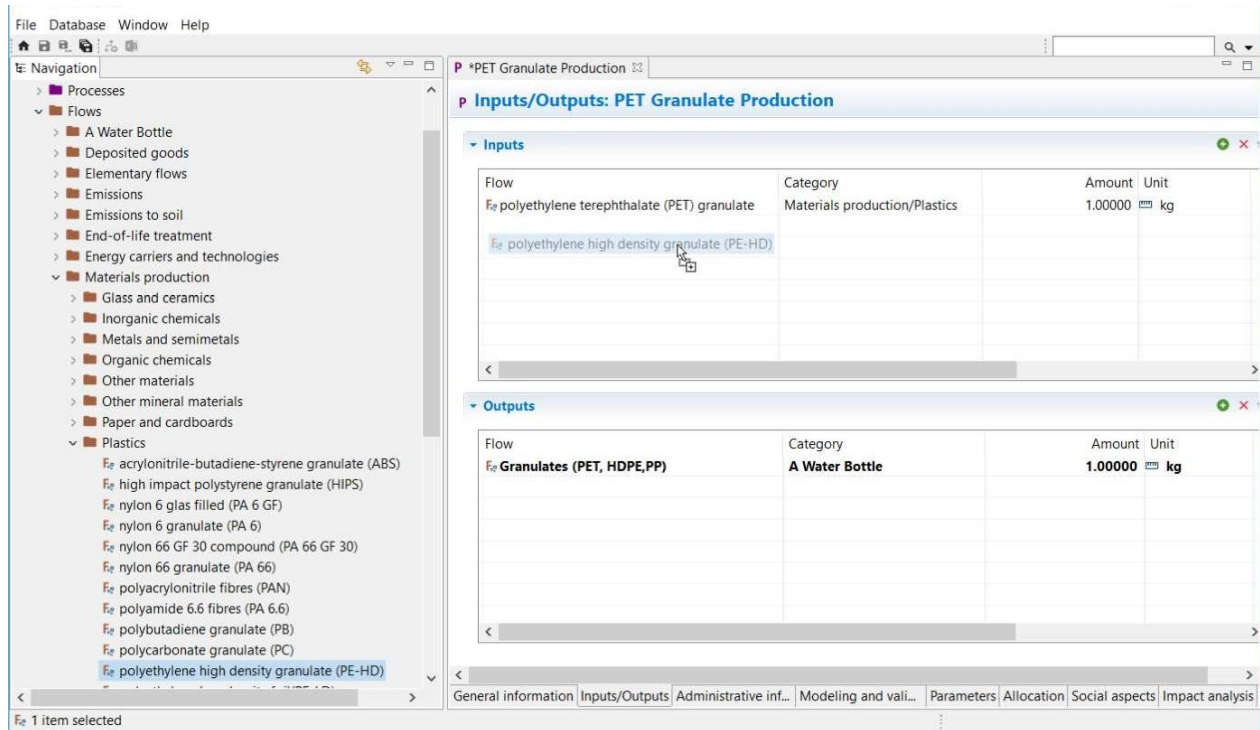 File Database Window Help
Navigation
P *PET Granulate Production
Processes
Flows
A Water Bottle
Deposited goods
Elementary flows
Emissions
Emissions to soil
End-of-life treatment
Energy carriers and technologies
Materials production
Glass and ceramics
Inorganic chemicals
Metals and semimetals
Organic chemicals
Other materials
Other mineral materials
Paper and cardboards
Plastics
acrylonitrile-butadiene-styrene granulate (ABS)
high impact polystyrene granulate (HIPS)
nylon 6 glas filled (PA 6 GF)
nylon 6 granulate (PA 6)
nylon 66 GF 30 compound (PA 66 GF 30)
nylon 66 granulate (PA 66)
polyacrylonitrile fibres (PAN)
polyamide 6.6 fibres (PA 6.6)
polybutadiene granulate (PB)
polycarbonate granulate (PC)
polyethylene high density granulate (PE-HD)
P Inputs/Outputs: PET Granulate Production
Inputs
Flow Category Amount Unit
polyethylene terephthalate (PET) granulate Materials production/Plastics 1.00000 kg
polyethylene high density granulate (PE-HD)
Outputs
Flow Category Amount Unit
Granulates (PET, HDPE,PP) A Water Bottle 1.00000 kg
General information Inputs/Outputs Administrative inf... Modeling and vali... Parameters Allocation Social aspects Impact analysis
1 item selected